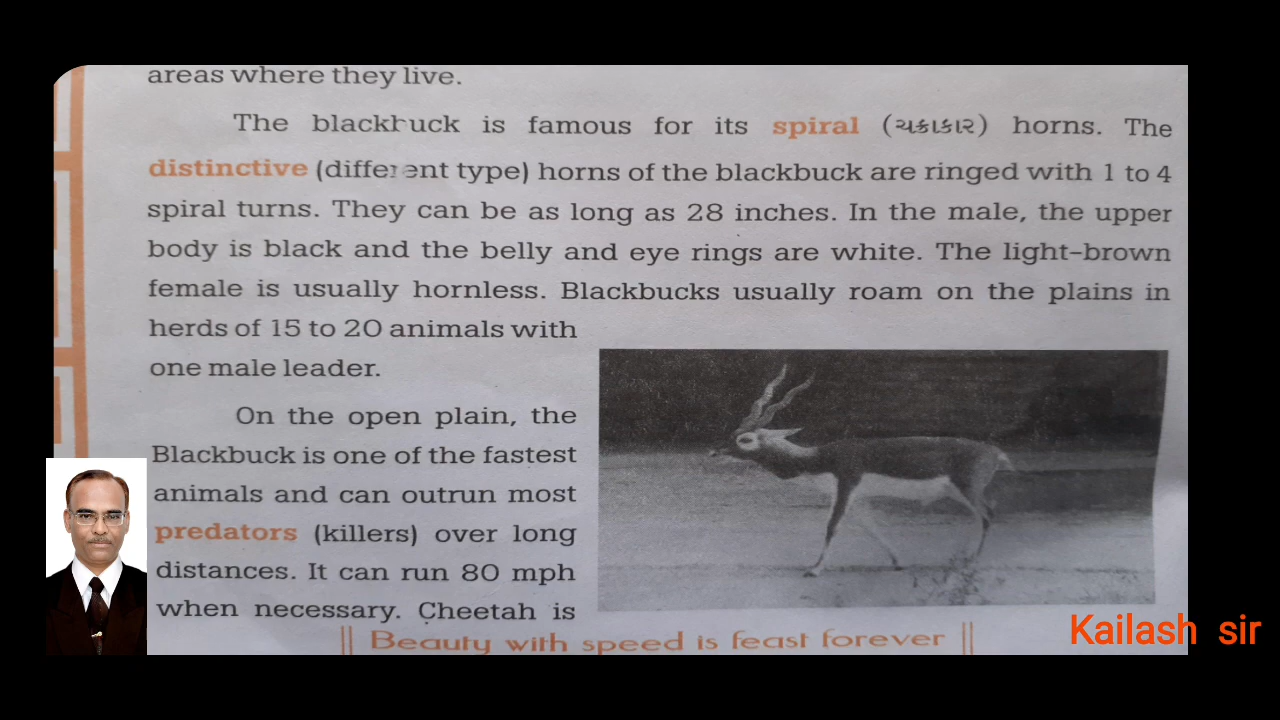 areas where they live.
The blackbuck is famous for its spiral (ચક્રાકાર) horns. The
distinctive (different type) horns of the blackbuck are ringed with 1 to 4
spiral turns. They can be as long as 28 inches. In the male, the upper
body is black and the belly and eye rings are white. The light-brown
female is usually hornless. Blackbucks usually roam on the plains in
herds of 15 to 20 animals with
one male leader.
On the open plain, the
Blackbuck is one of the fastest
animals and can outrun most
predators (killers) over long
distances. It can run 80 mph
when necessary. Cheetah is
|| Beauty with speed is feast forever ||
Kailash sir